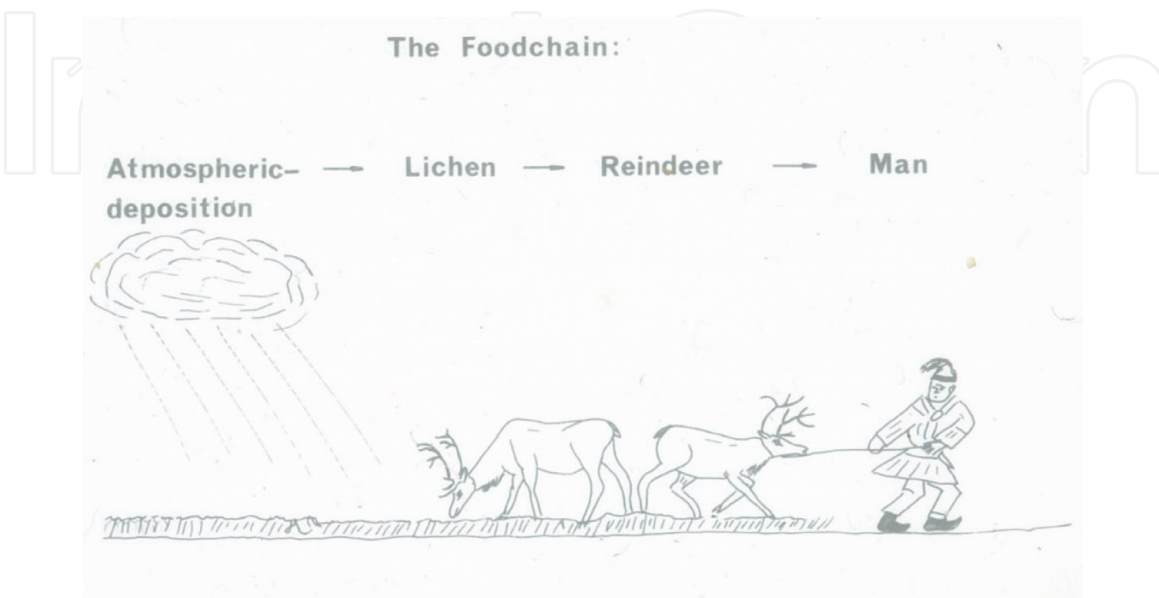 The Foodchain:
Atmospheric- → Lichen → Reindeer → Man
deposition